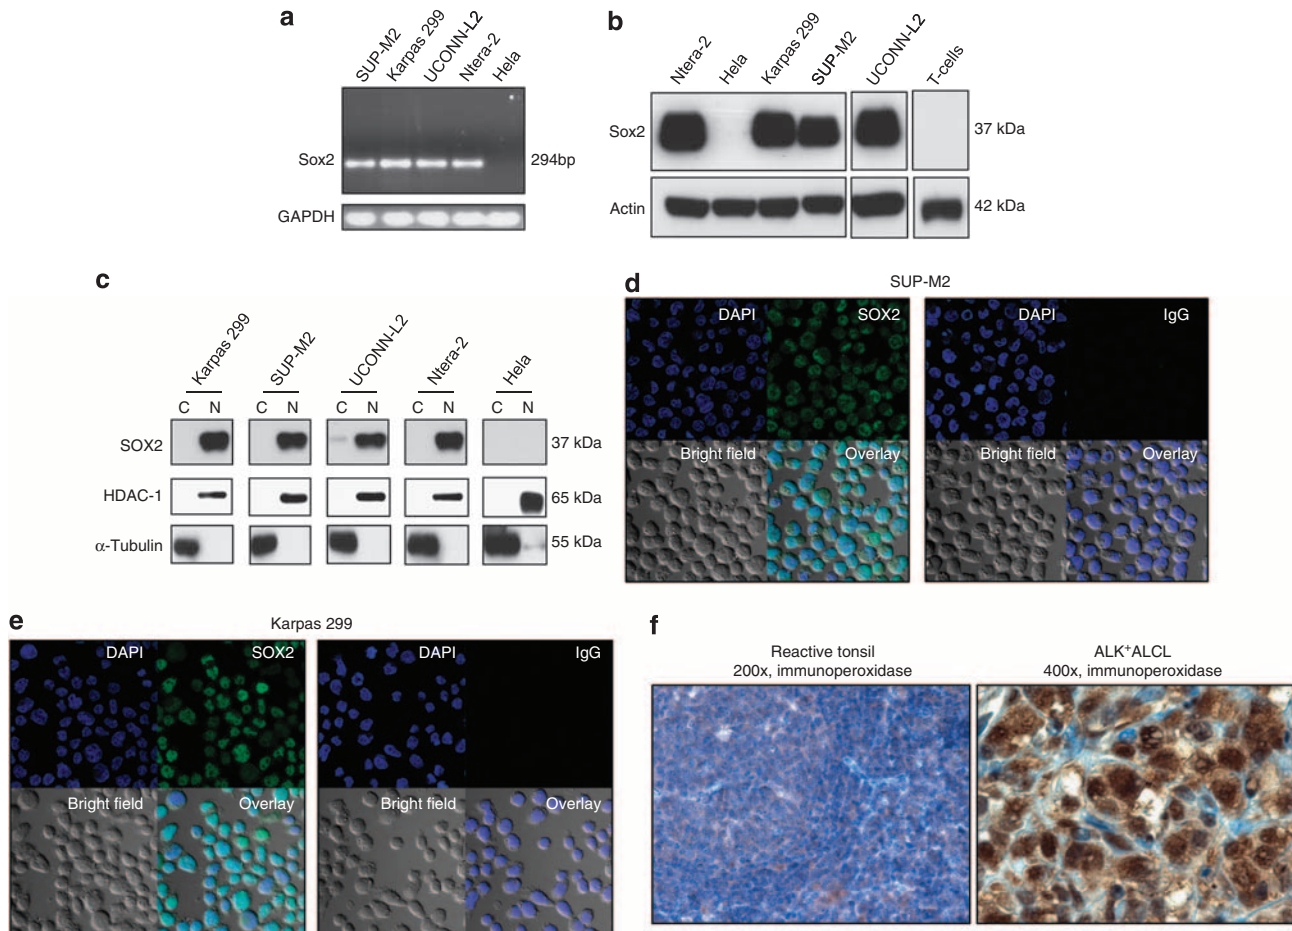 a
SUP-M2 Karpas 299 UCONN-L2 Ntera-2 Hela
Sox2 294bp
GAPDH
b
Ntera-2 Hela Karpas 299 SUP-M2 UCONN-L2 T-cells
Sox2 37 kDa
Actin 42 kDa
c
Karpas 299 SUP-M2 UCONN-L2 Ntera-2 Hela
C N C N C N C N C N
SOX2 37 kDa
HDAC-1 65 kDa
α-Tubulin 55 kDa
d
SUP-M2
DAPI SOX2 DAPI IgG
Bright field Overlay Bright field Overlay
e
Karpas 299
DAPI SOX2 DAPI IgG
Bright field Overlay Bright field Overlay
f
Reactive tonsil
200x, immunoperoxidase
ALK⁺ALCL
400x, immunoperoxidase